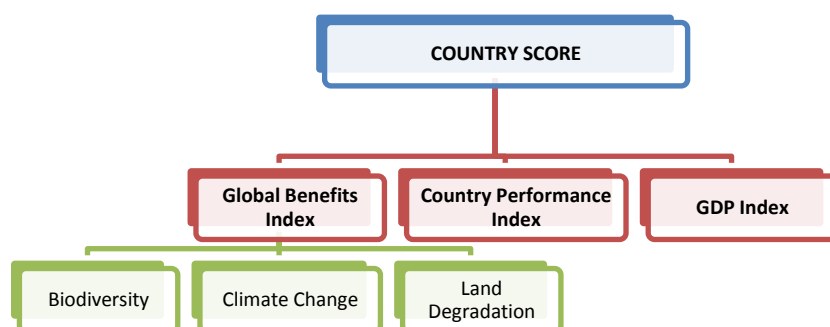 COUNTRY SCORE
Global Benefits
Index
Country Performance
Index
GDP Index
Biodiversity
Climate Change
Land
Degradation